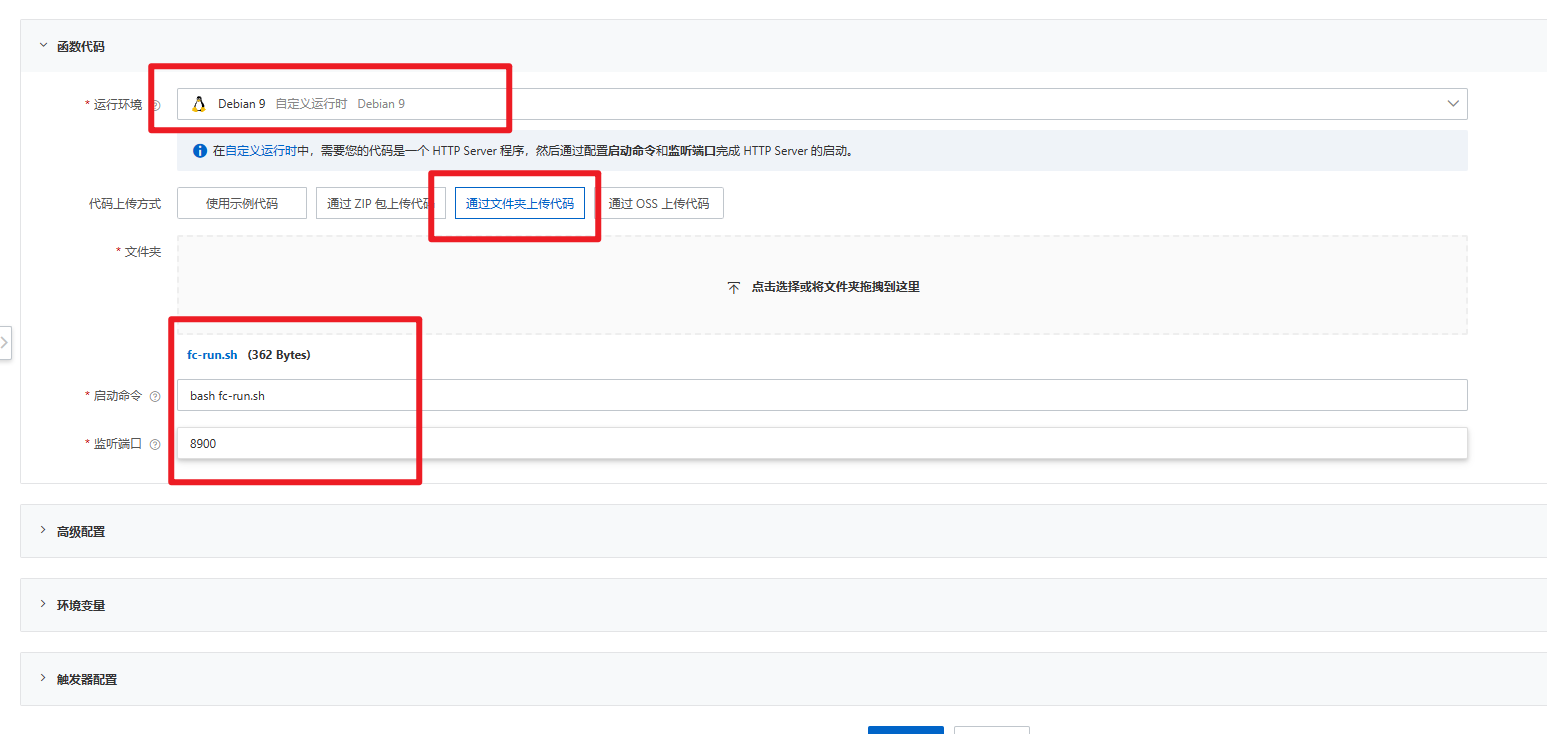 函数代码
* 运行环境 Debian 9 自定义运行时 Debian 9
在自定义运行时中，需要您的代码是一个 HTTP Server 程序，然后通过配置启动命令和监听端口完成 HTTP Server 的启动。
代码上传方式 使用示例代码 通过 ZIP 包上传代码 通过文件夹上传代码 通过 OSS 上传代码
* 文件夹
点击选择或将文件夹拖拽到这里
fc-run.sh (362 Bytes)
* 启动命令 bash fc-run.sh
* 监听端口 8900
高级配置
环境变量
触发器配置